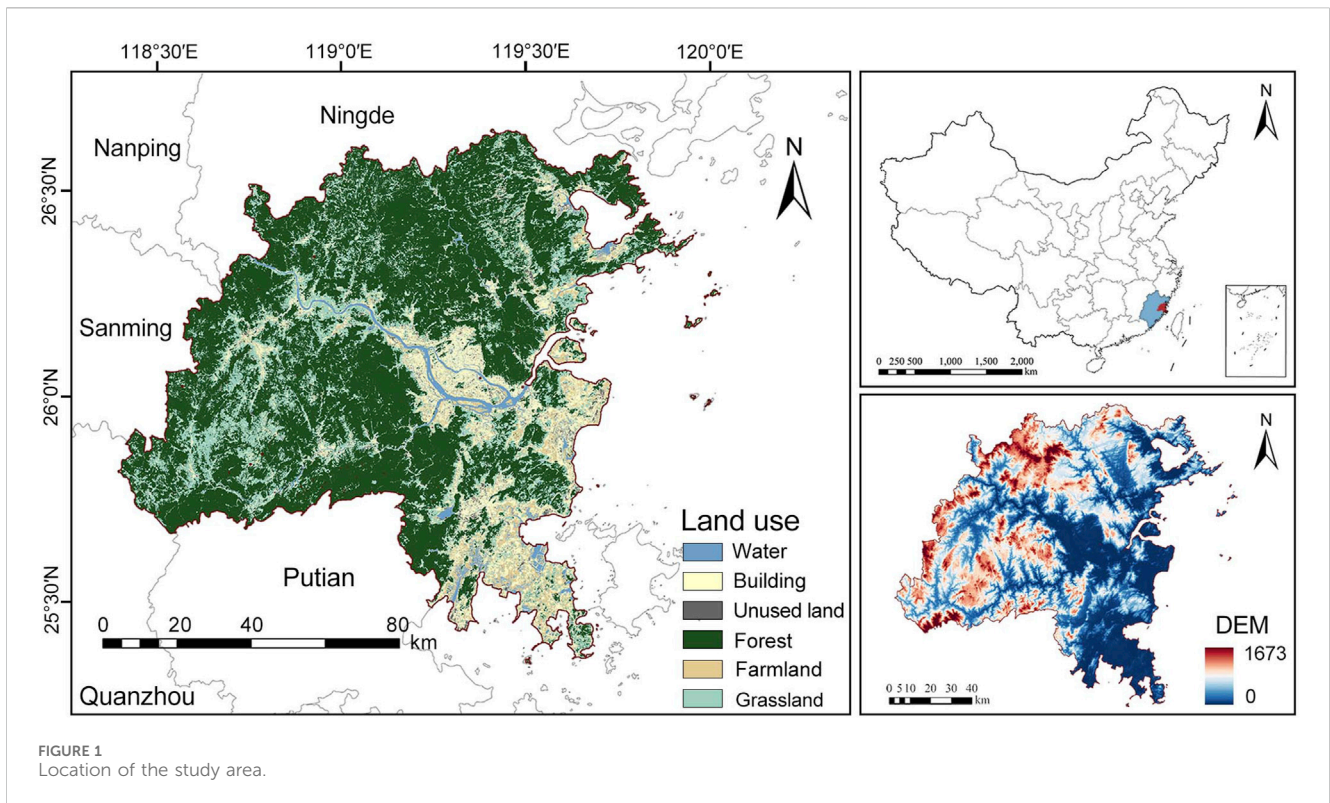 118°30′E
119°0′E
119°30′E
120°0′E
26°30′N
26°0′N
25°30′N
Ningde
Nanping
N
Sanming
Putian
Quanzhou
0 20 40 80
km
Land use
Water
Building
Unused land
Forest
Farmland
Grassland
N
0 250 500 1,000 1,500 2,000
km
N
DEM
1673
0
0 5 10 20 30 40
km
FIGURE 1
Location of the study area.